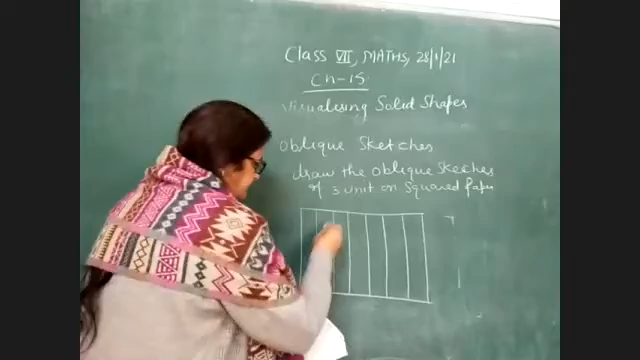 Class VII, MATHS, 28/1/21
Ch-15.
Visualising Solid Shapes
Oblique Sketches
draw the oblique Sketches
of 3 unit on Squared Paper